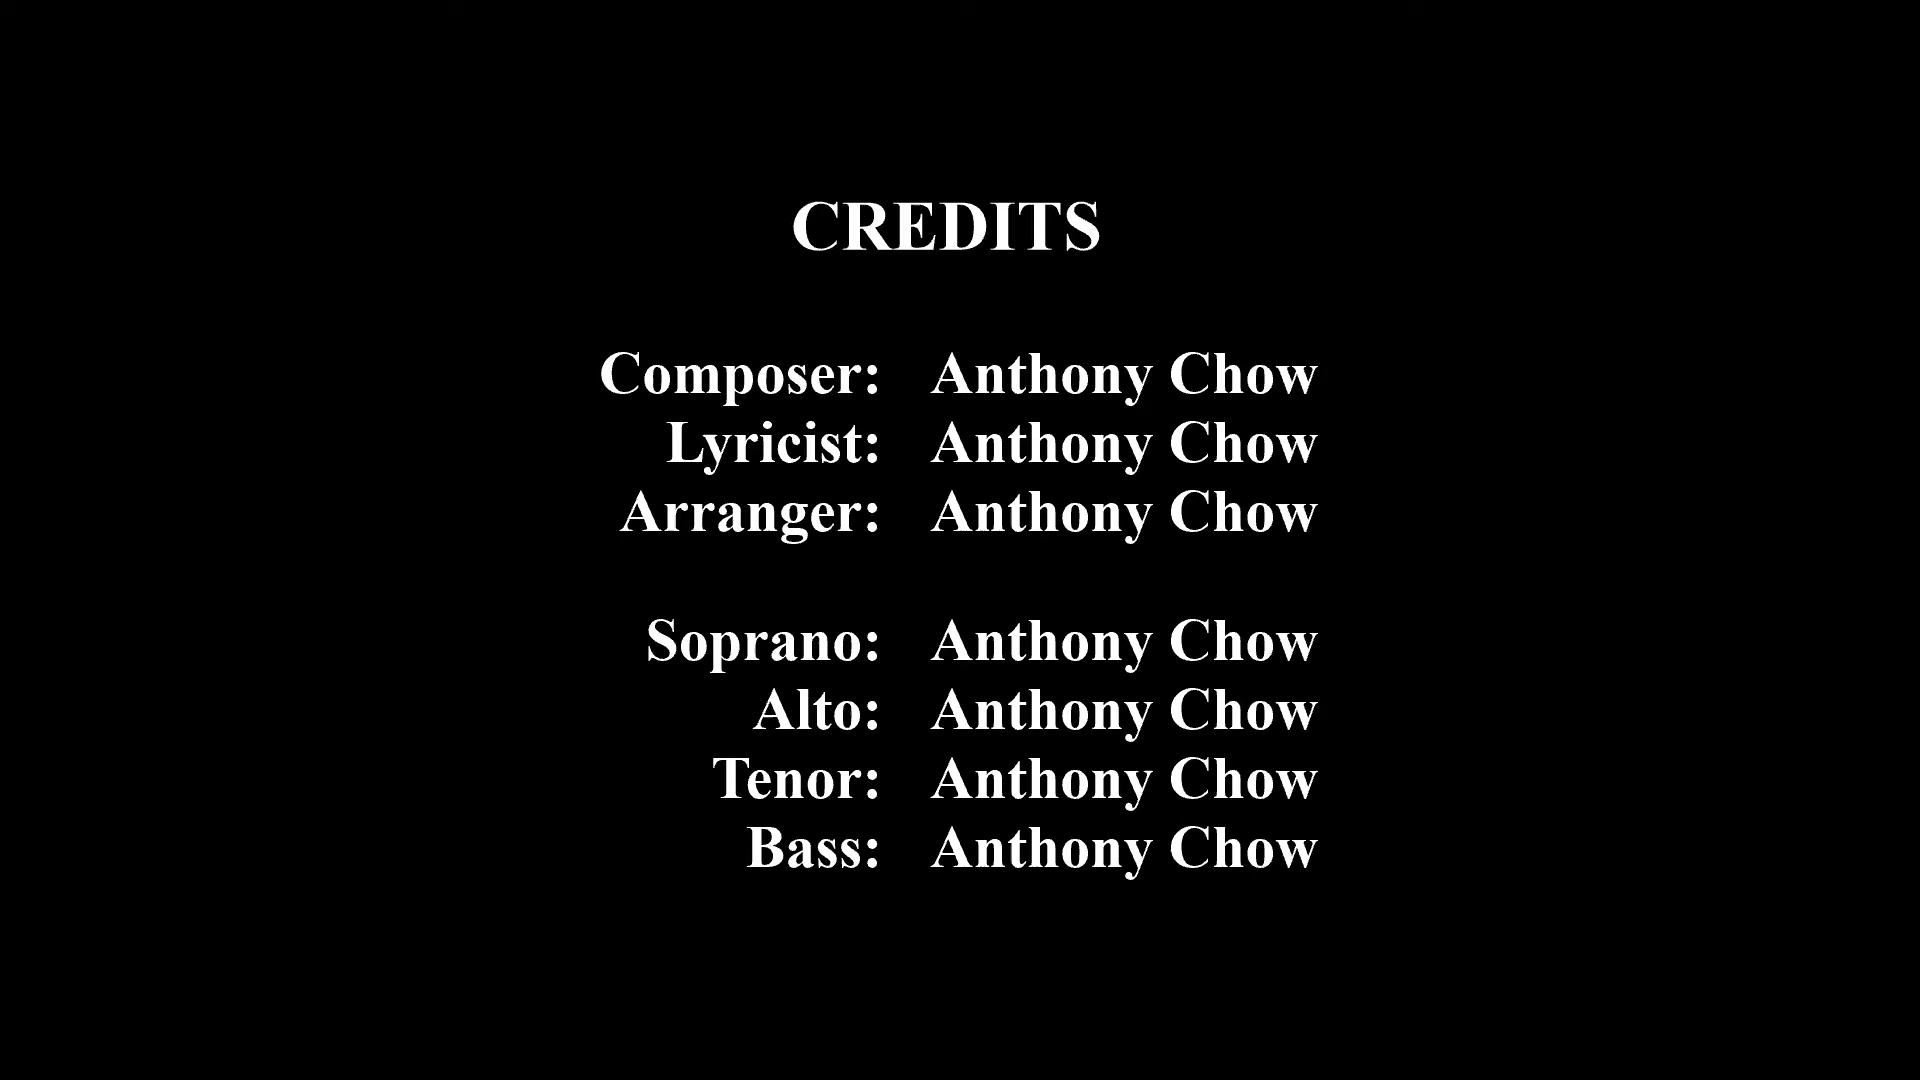 CREDITS
Composer: Anthony Chow
Lyricist: Anthony Chow
Arranger: Anthony Chow
Soprano: Anthony Chow
Alto: Anthony Chow
Tenor: Anthony Chow
Bass: Anthony Chow